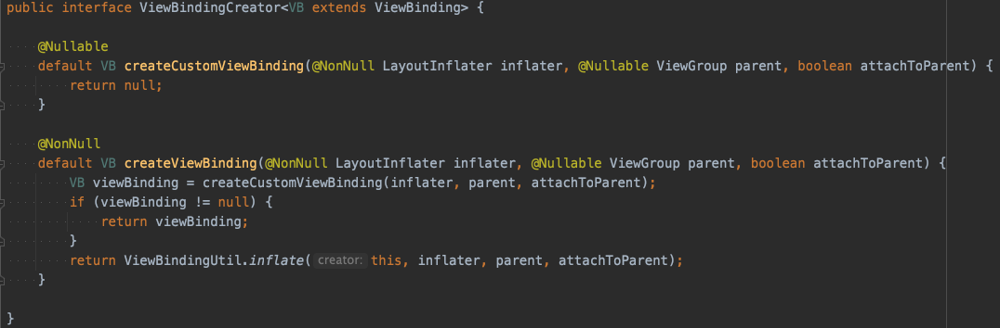 public interface ViewBindingCreator<VB extends ViewBinding> {
@Nullable
default VB createCustomViewBinding(@NonNull LayoutInflater inflater, @Nullable ViewGroup parent, boolean attachToParent) {
return null;
}
@NonNull
default VB createViewBinding(@NonNull LayoutInflater inflater, @Nullable ViewGroup parent, boolean attachToParent) {
VB viewBinding = createCustomViewBinding(inflater, parent, attachToParent);
if (viewBinding != null) {
return viewBinding;
}
return ViewBindingUtil.inflate( creator: this, inflater, parent, attachToParent);
}
}